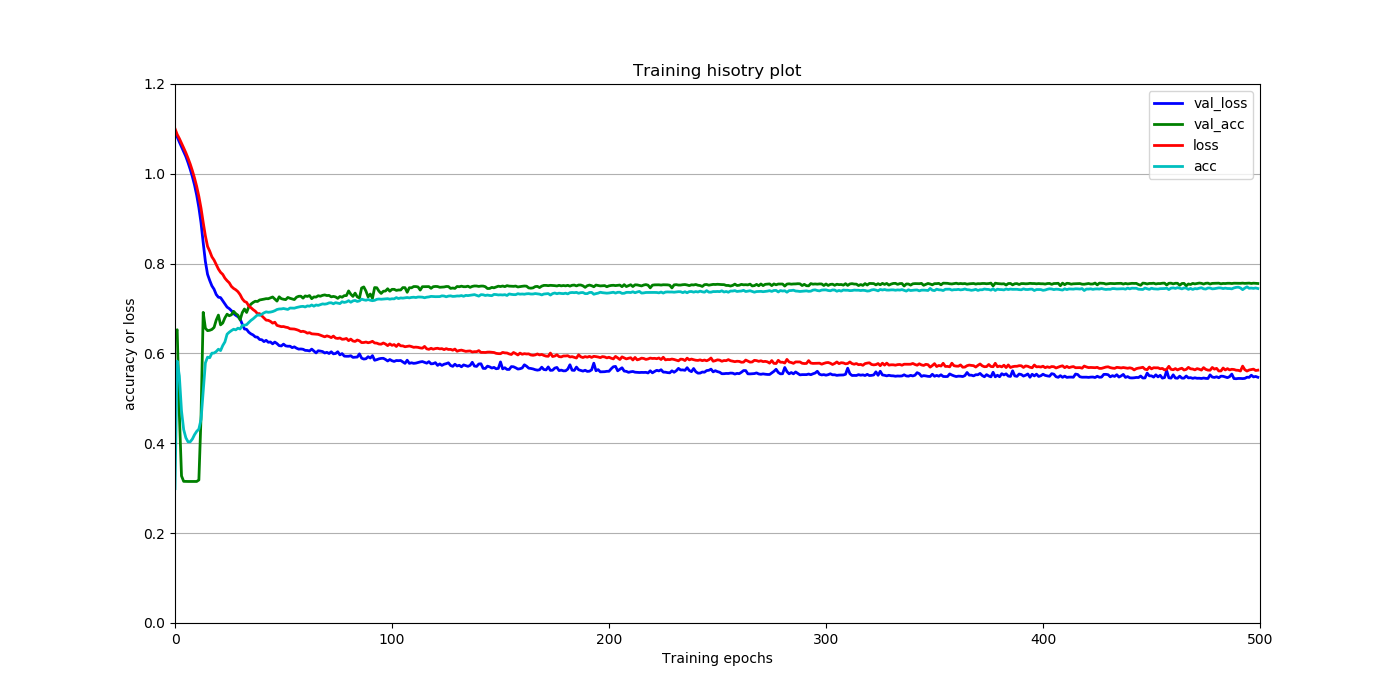 Training hisotry plot
1.2
1.0
0.8
0.6
0.4
0.2
0.0
accuracy or loss
val_loss
val_acc
loss
acc
0 100 200 300 400 500
Training epochs